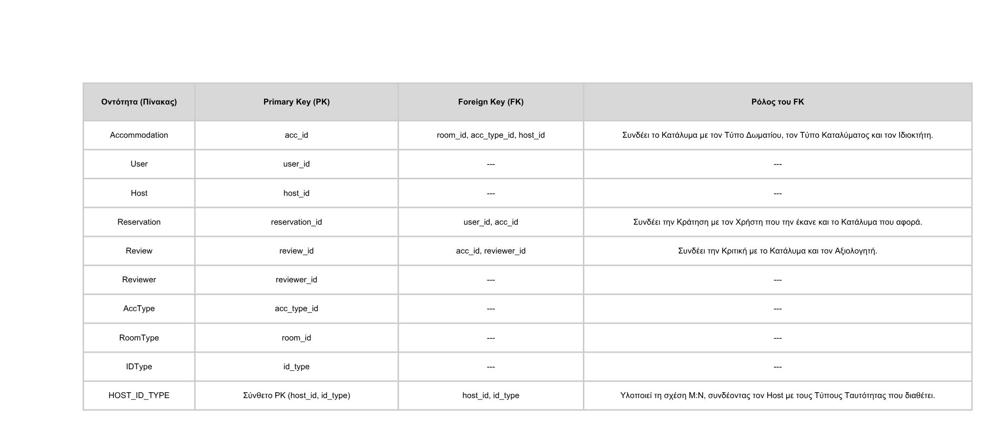 Οντότητα (Πίνακας) Primary Key (PK) Foreign Key (FK) Ρόλος του FK
Accommodation acc_id room_id, acc_type_id, host_id Συνδέει το Κατάλυμα με τον Τύπο Δωματίου, τον Τύπο Καταλύματος και τον Ιδιοκτήτη.
User user_id --- ---
Host host_id --- ---
Reservation reservation_id user_id, acc_id Συνδέει την Κράτηση με τον Χρήστη που την έκανε και το Κατάλυμα που αφορά.
Review review_id acc_id, reviewer_id Συνδέει την Κριτική με το Κατάλυμα και τον Αξιολογητή.
Reviewer reviewer_id --- ---
AccType acc_type_id --- ---
RoomType room_id --- ---
IDType id_type --- ---
HOST_ID_TYPE Σύνθετο PK (host_id, id_type) host_id, id_type Υλοποιεί τη σχέση M:N, συνδέοντας τον Host με τους Τύπους Ταυτότητας που διαθέτει.